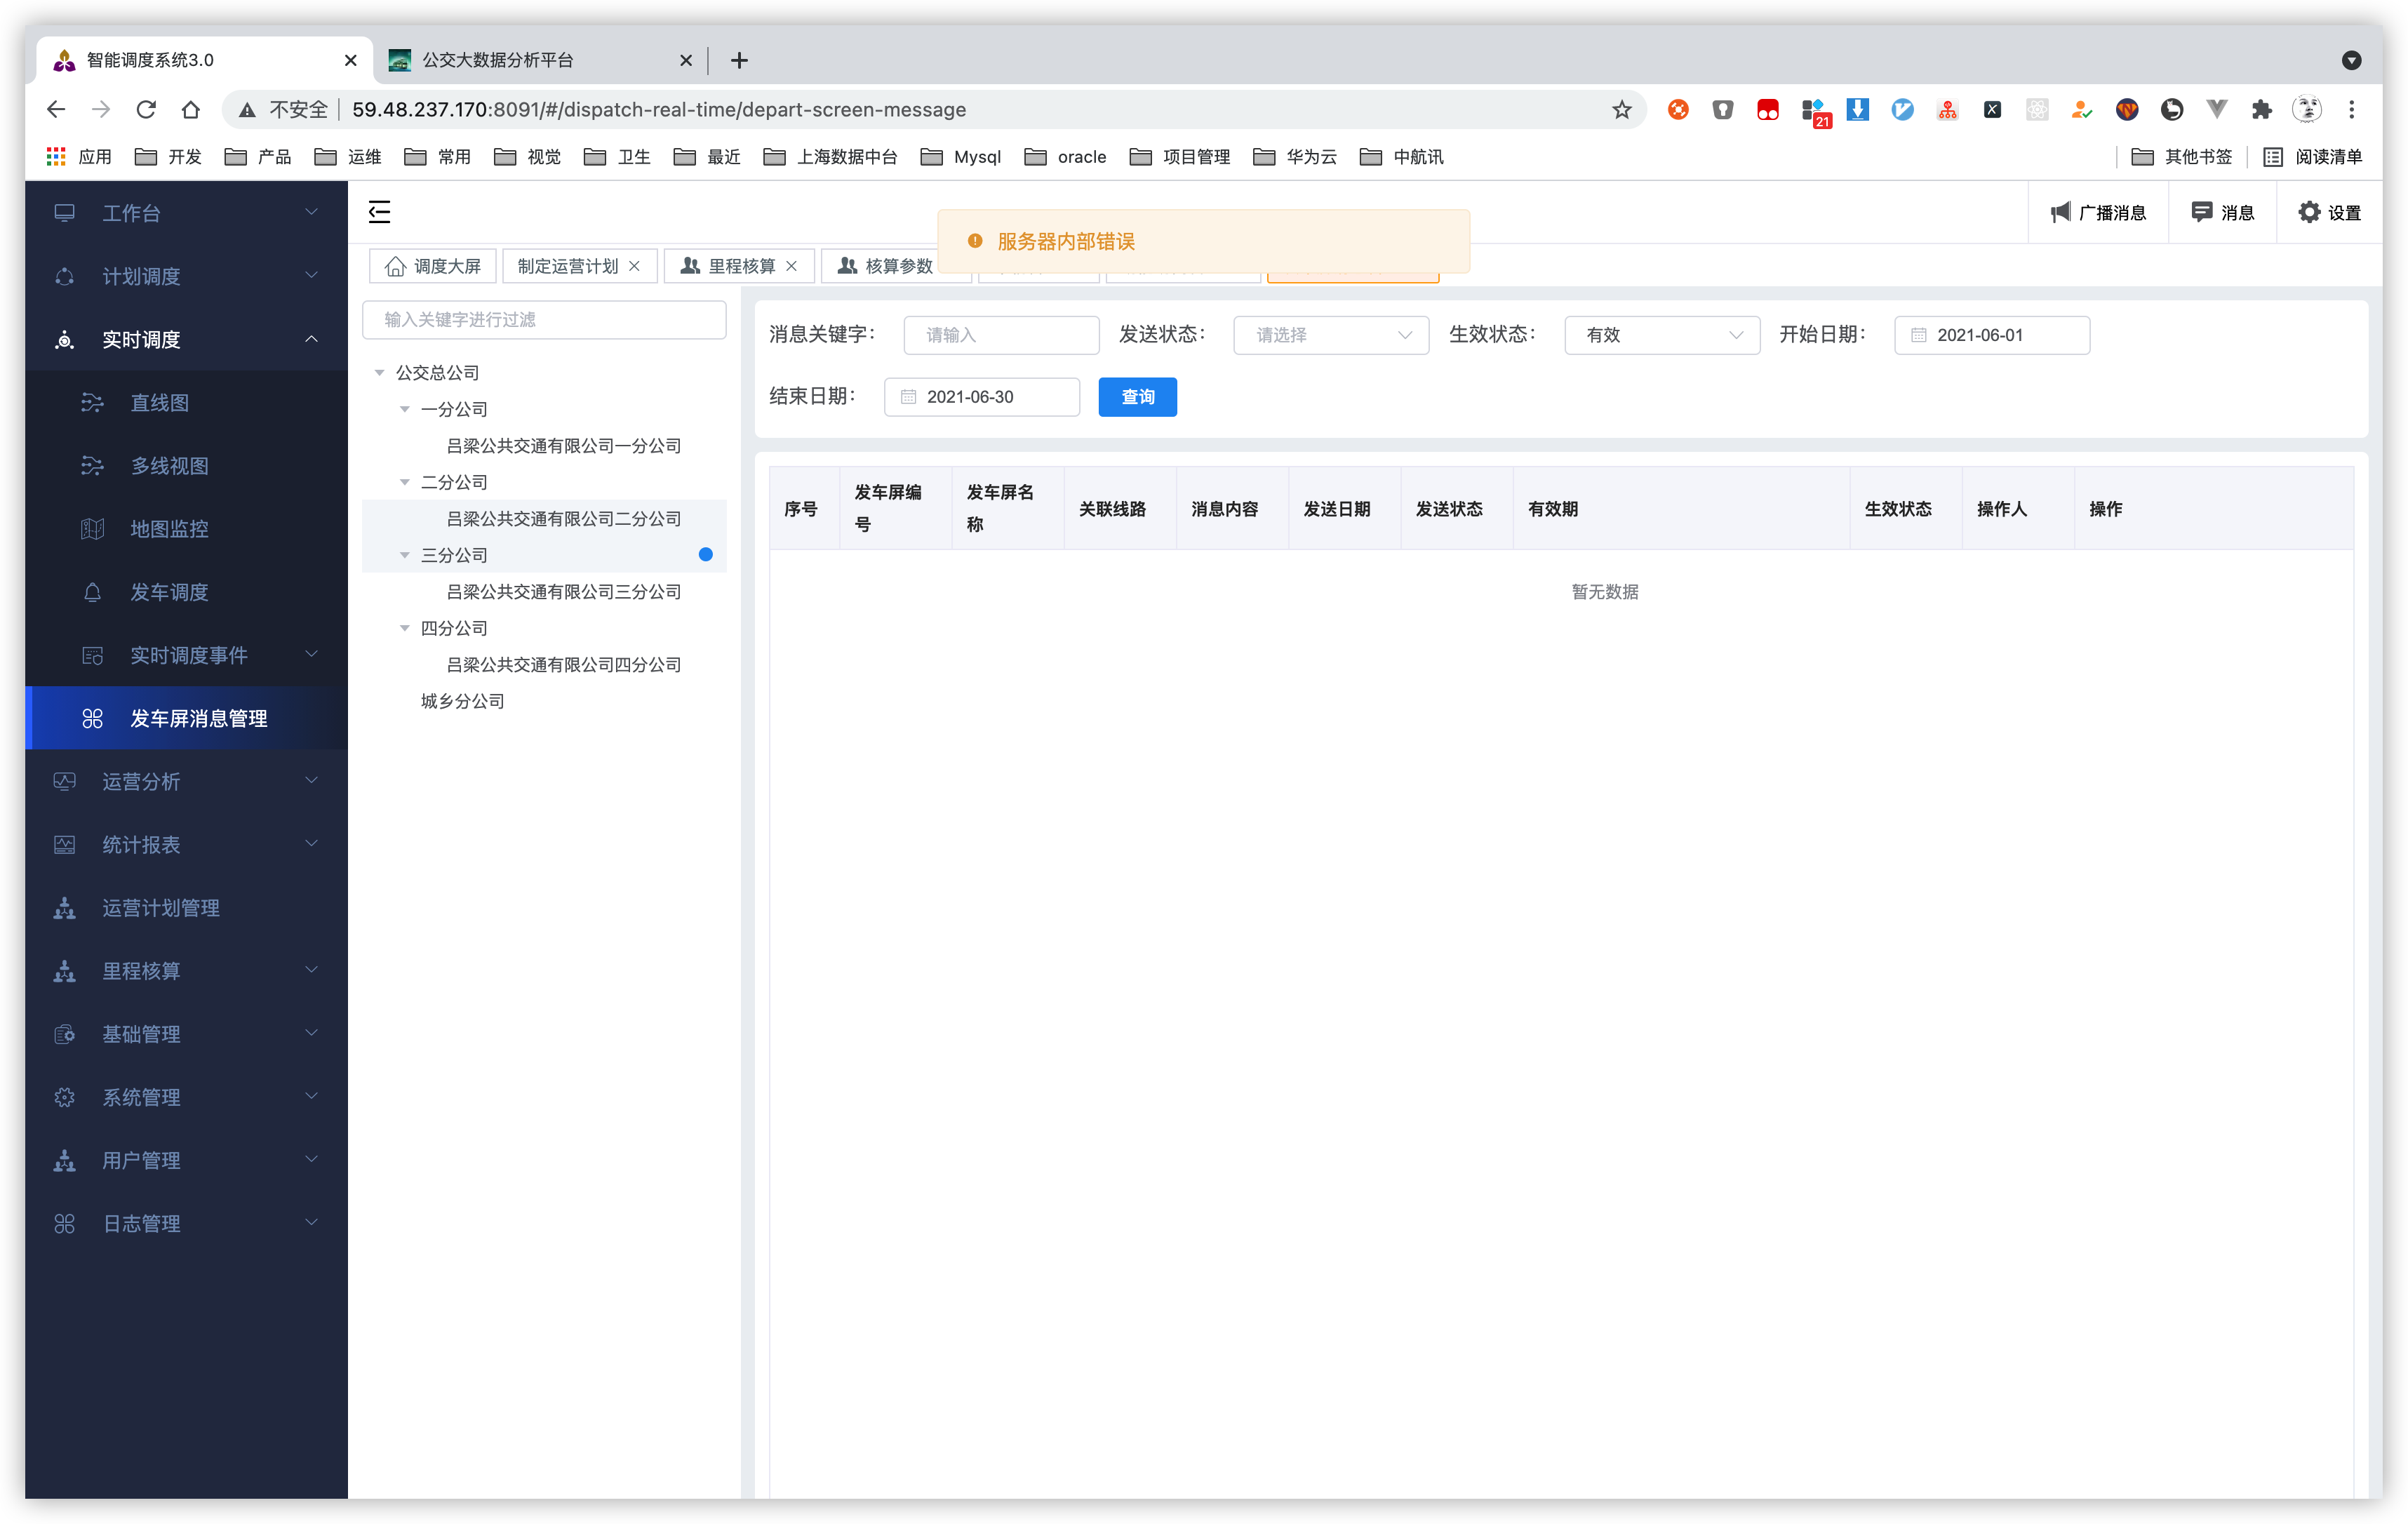 智能调度系统3.0
公交大数据分析平台
不安全
59.48.237.170:8091/#/dispatch-real-time/depart-screen-message
21
应用 开发 产品 运维 常用 视觉 卫生 最近 上海数据中台 Mysql oracle 项目管理 华为云 中航讯 其他书签 阅读清单
工作台
计划调度
实时调度
直线图
多线视图
地图监控
发车调度
实时调度事件
发车屏消息管理
运营分析
统计报表
运营计划管理
里程核算
基础管理
系统管理
用户管理
日志管理
广播消息 消息 设置
服务器内部错误
调度大屏 制定运营计划 里程核算 核算参数
输入关键字进行过滤
公交总公司
一分公司
吕梁公共交通有限公司一分公司
二分公司
吕梁公共交通有限公司二分公司
三分公司
吕梁公共交通有限公司三分公司
四分公司
吕梁公共交通有限公司四分公司
城乡分公司
消息关键字： 请输入 发送状态： 请选择 生效状态： 有效 开始日期： 2021-06-01
结束日期： 2021-06-30 查询
序号 发车屏编号 发车屏名称 关联线路 消息内容 发送日期 发送状态 有效期 生效状态 操作人 操作
暂无数据